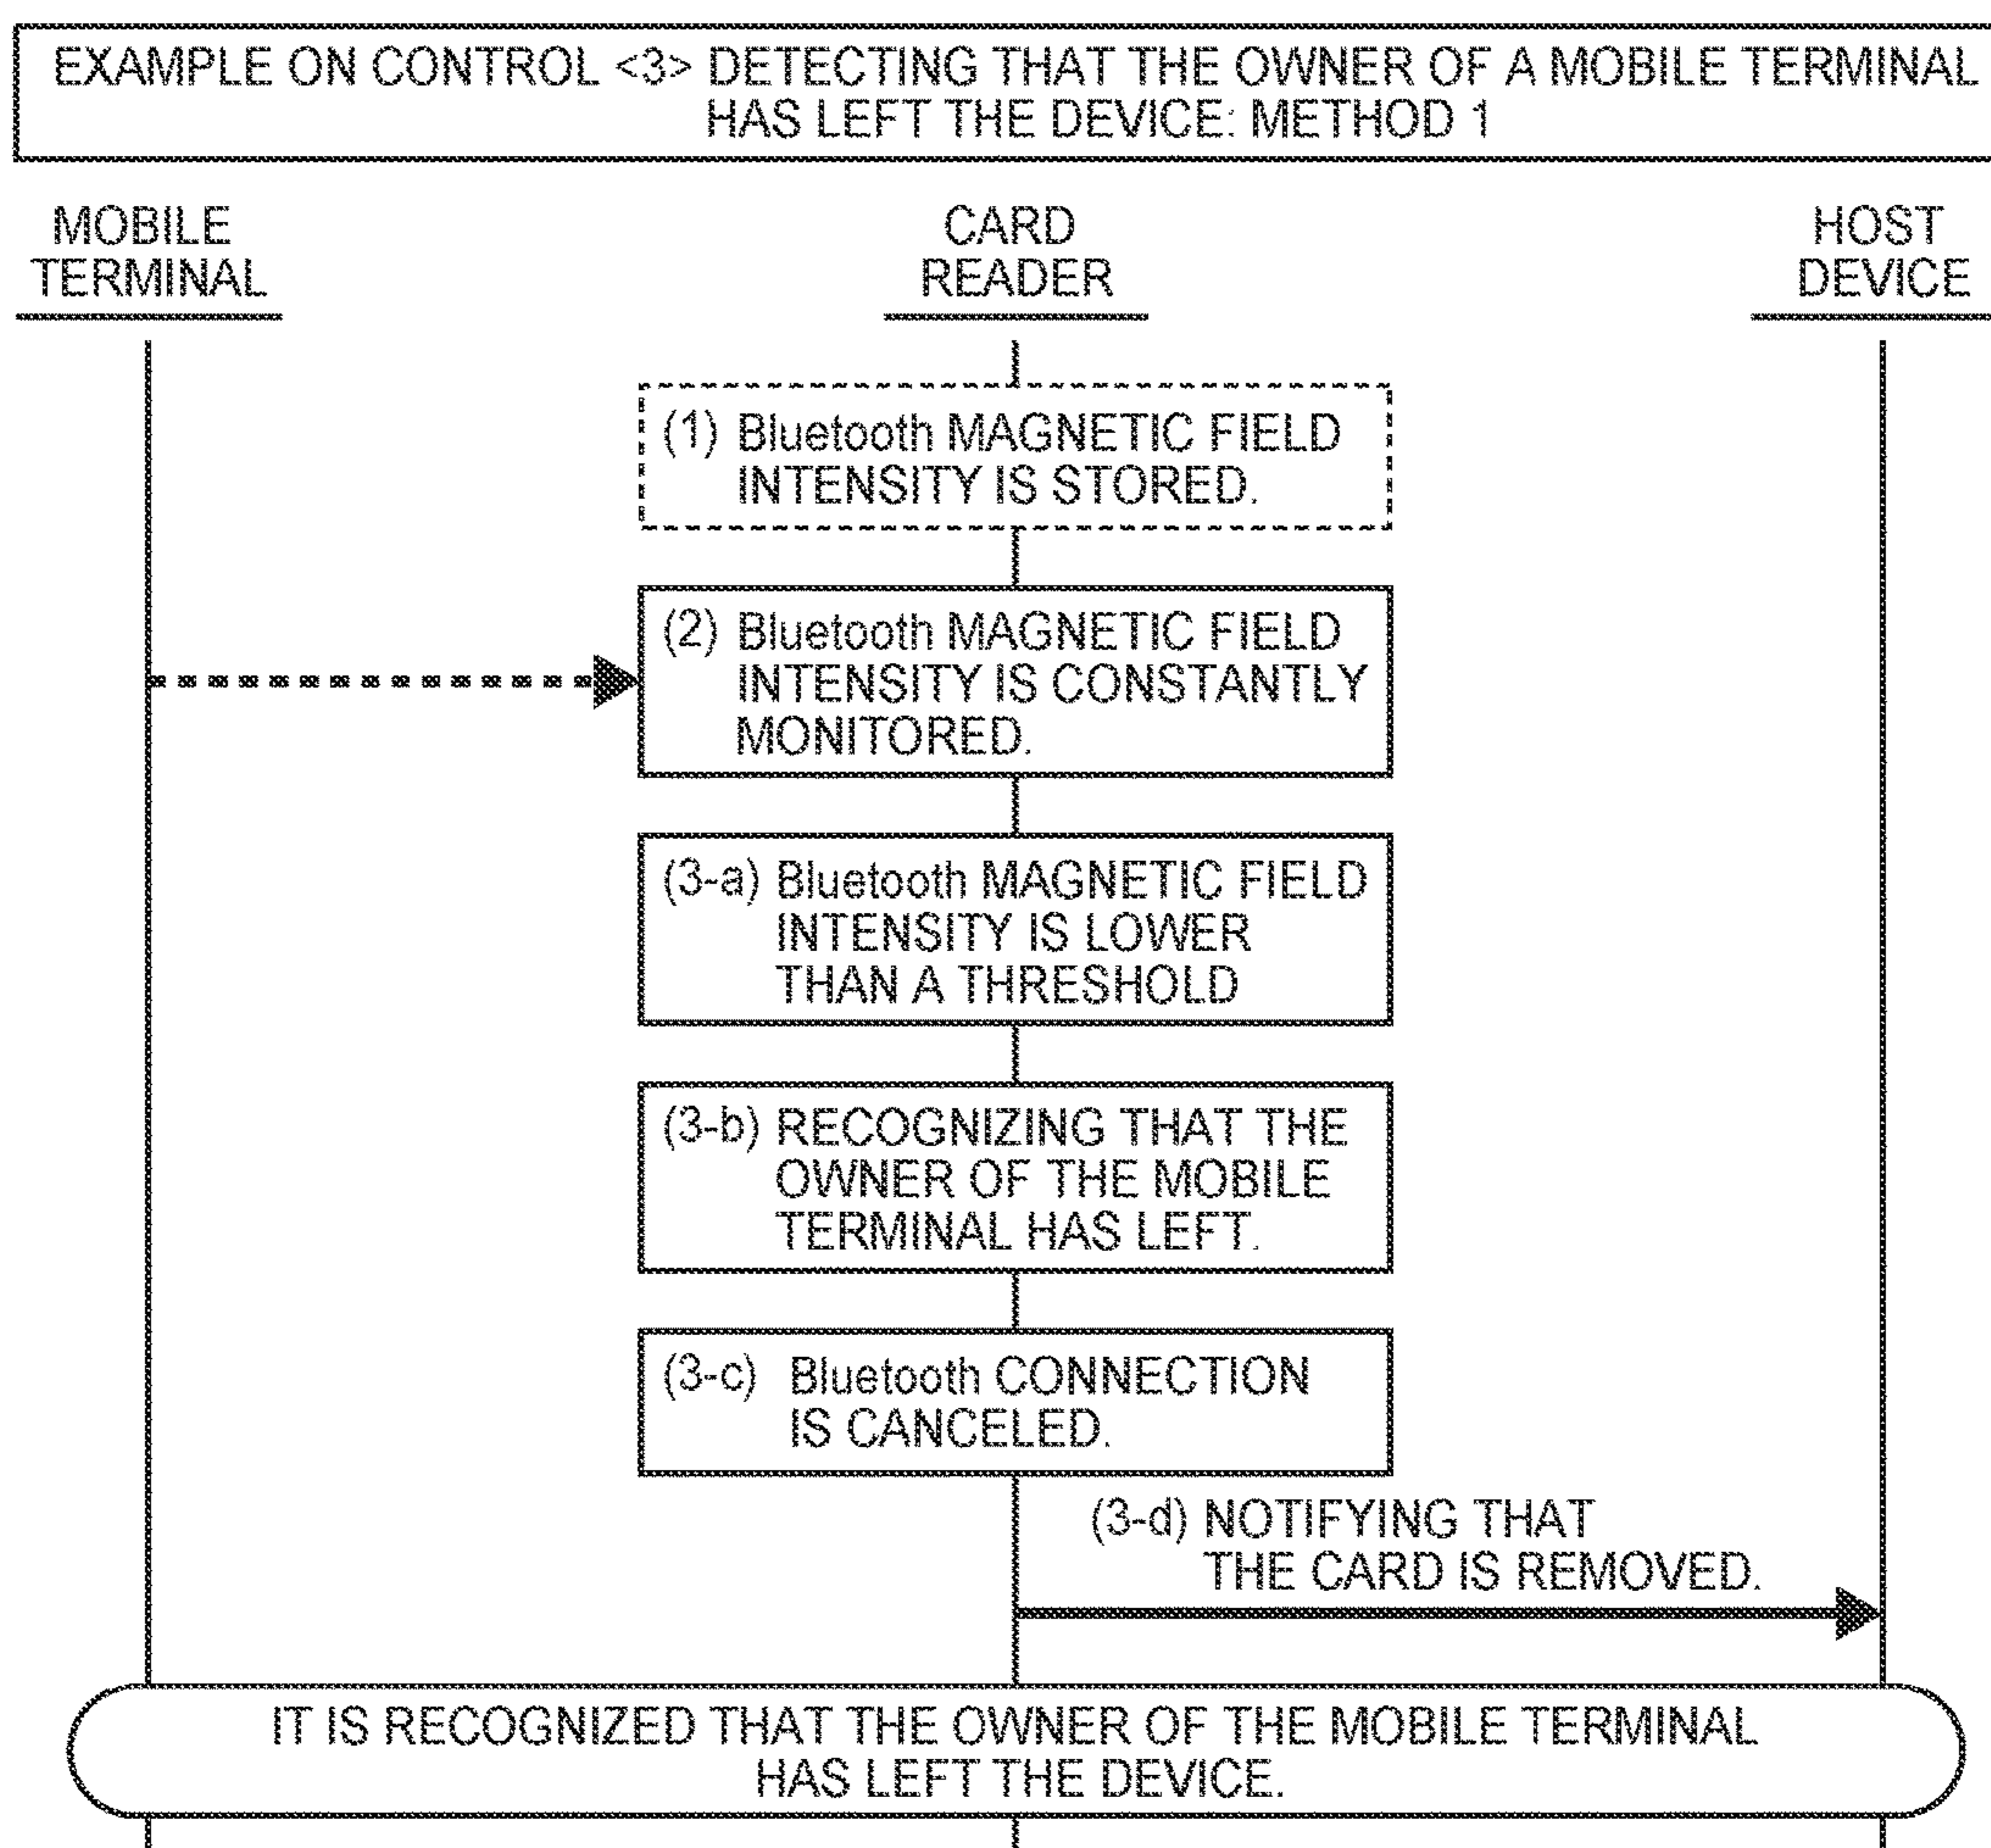 EXAMPLE ON CONTROL <3> DETECTING THAT THE OWNER OF A MOBILE TERMINAL
HAS LEFT THE DEVICE: METHOD 1
MOBILE
TERMINAL
CARD
READER
HOST
DEVICE
(1) Bluetooth MAGNETIC FIELD
INTENSITY IS STORED.
(2) Bluetooth MAGNETIC FIELD
INTENSITY IS CONSTANTLY
MONITORED.
(3-a) Bluetooth MAGNETIC FIELD
INTENSITY IS LOWER
THAN A THRESHOLD
(3-b) RECOGNIZING THAT THE
OWNER OF THE MOBILE
TERMINAL HAS LEFT.
(3-c) Bluetooth CONNECTION
IS CANCELED.
(3-d) NOTIFYING THAT
THE CARD IS REMOVED.
IT IS RECOGNIZED THAT THE OWNER OF THE MOBILE TERMINAL
HAS LEFT THE DEVICE.